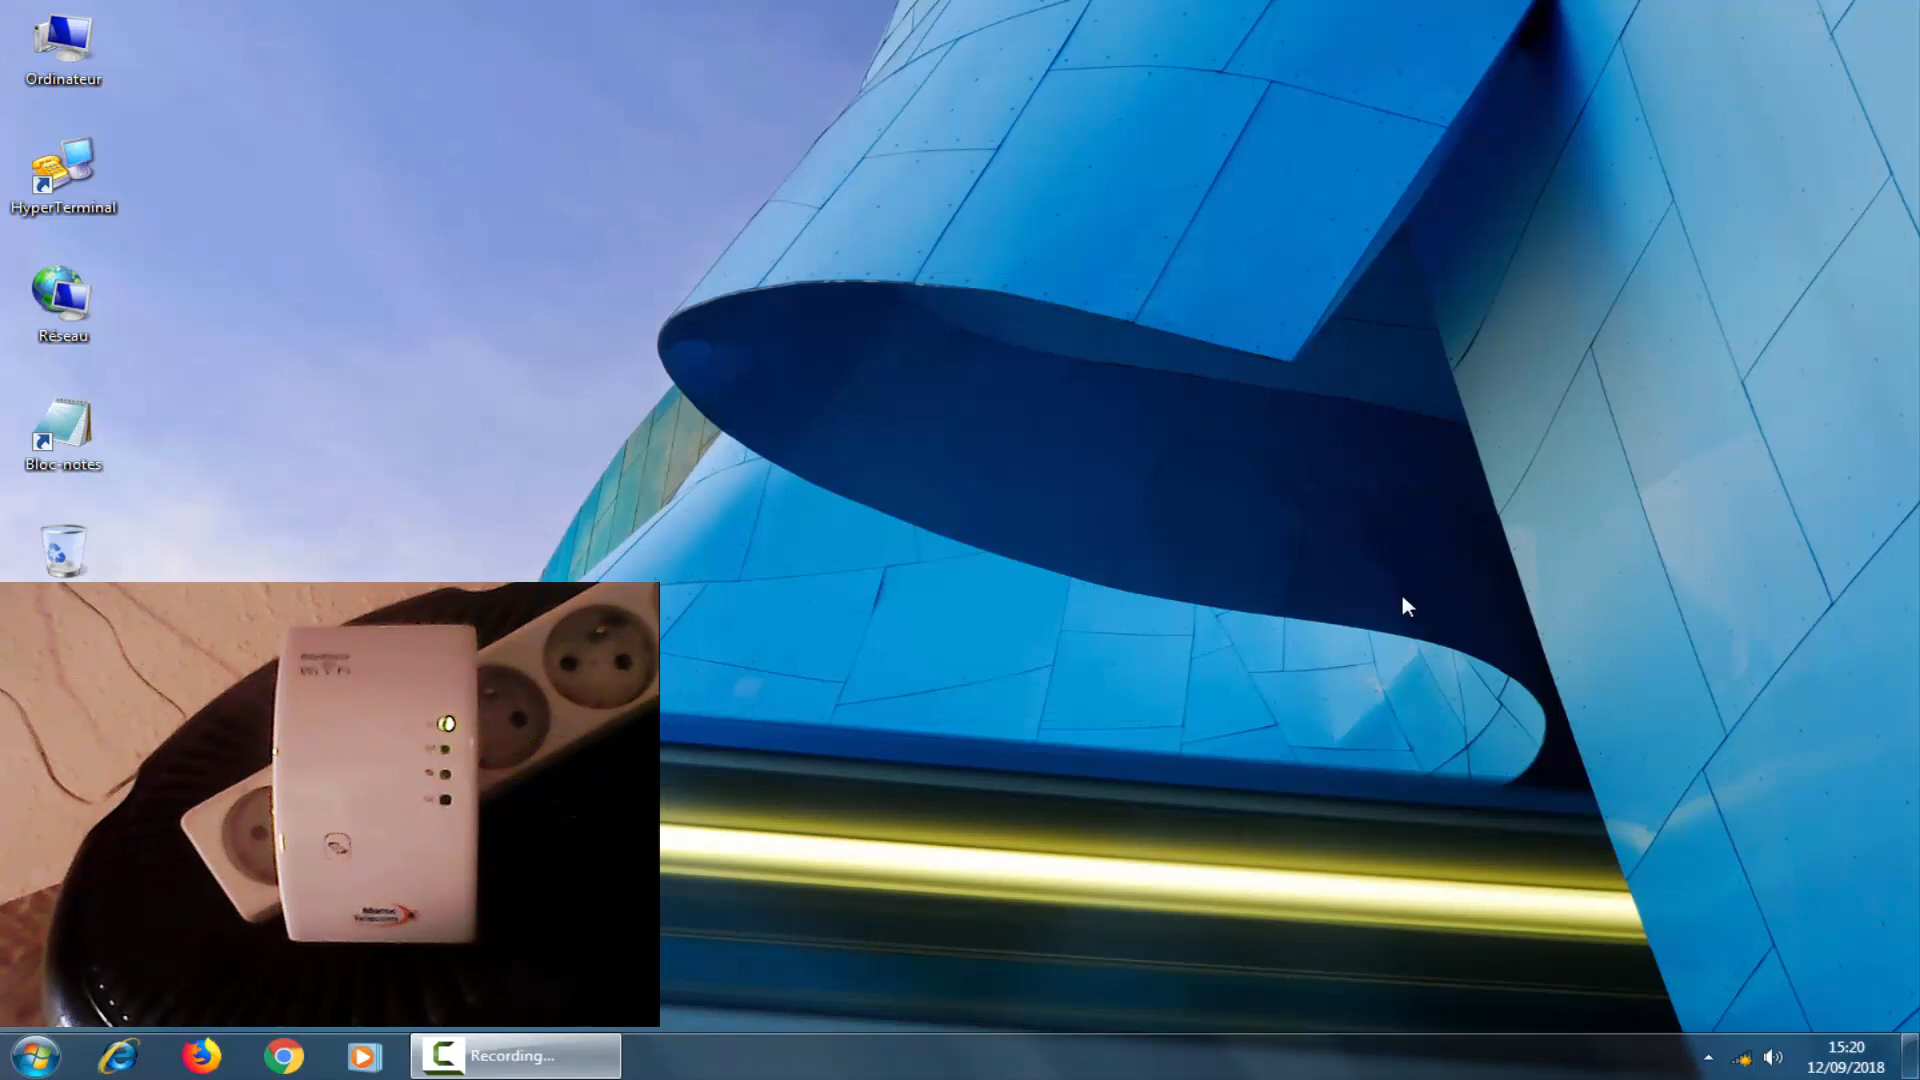 Ordinateur
HyperTerminal
Réseau
Bloc-notes
Recording...
15:20
12/09/2018